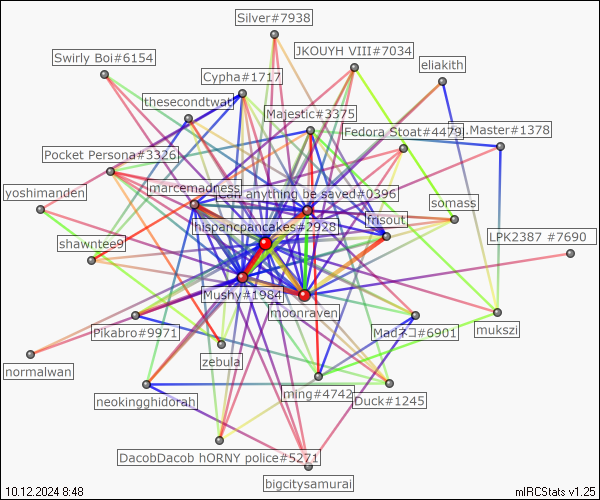 Silver#7938
JKOUYH VIII#7034
Swirly Boi#6154
eliakith
Cypha#1717
thesecondtwat
Majestic#3375
Fedora Stoat#4479
.Master#1378
Pocket Persona#3326
marcemadness
an anything be saved#0396
yoshimanden
somass
frisout
hispancpancakes#2928
LPK2387 #7690
shawntee9
Mushy#1984
moonraven
Pikabro#9971
Madネコ#6901
mukszi
zebula
normalwan
neokingghidorah
ming#4742
Duck#1245
DacobDacob hORNY police#5271
bigcitysamurai
10.12.2024 8:48
mIRCStats v1.25